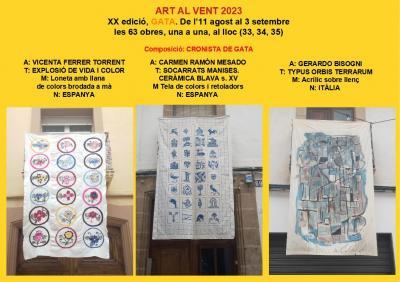 ART AL VENT 2023
XX edició, GATA. De l'11 agost al 3 setembre
les 63 obres, una a una, al lloc (33, 34, 35)
Composició: CRONISTA DE GATA
A: VICENTA FERRER TORRENT
T: EXPLOSIÓ DE VIDA I COLOR
M: Loneta amb llana
de colors brodada a mà
N: ESPANYA
A: CARMEN RAMÓN MESADO
T: SOCARRATS MANISES.
CERÀMICA BLAVA s. XV
M Tela de colors i retoladors
N: ESPANYA
A: GERARDO BISOGNI
T: TYPUS ORBIS TERRARUM
M: Acrílic sobre llenç
N: ITÀLIA